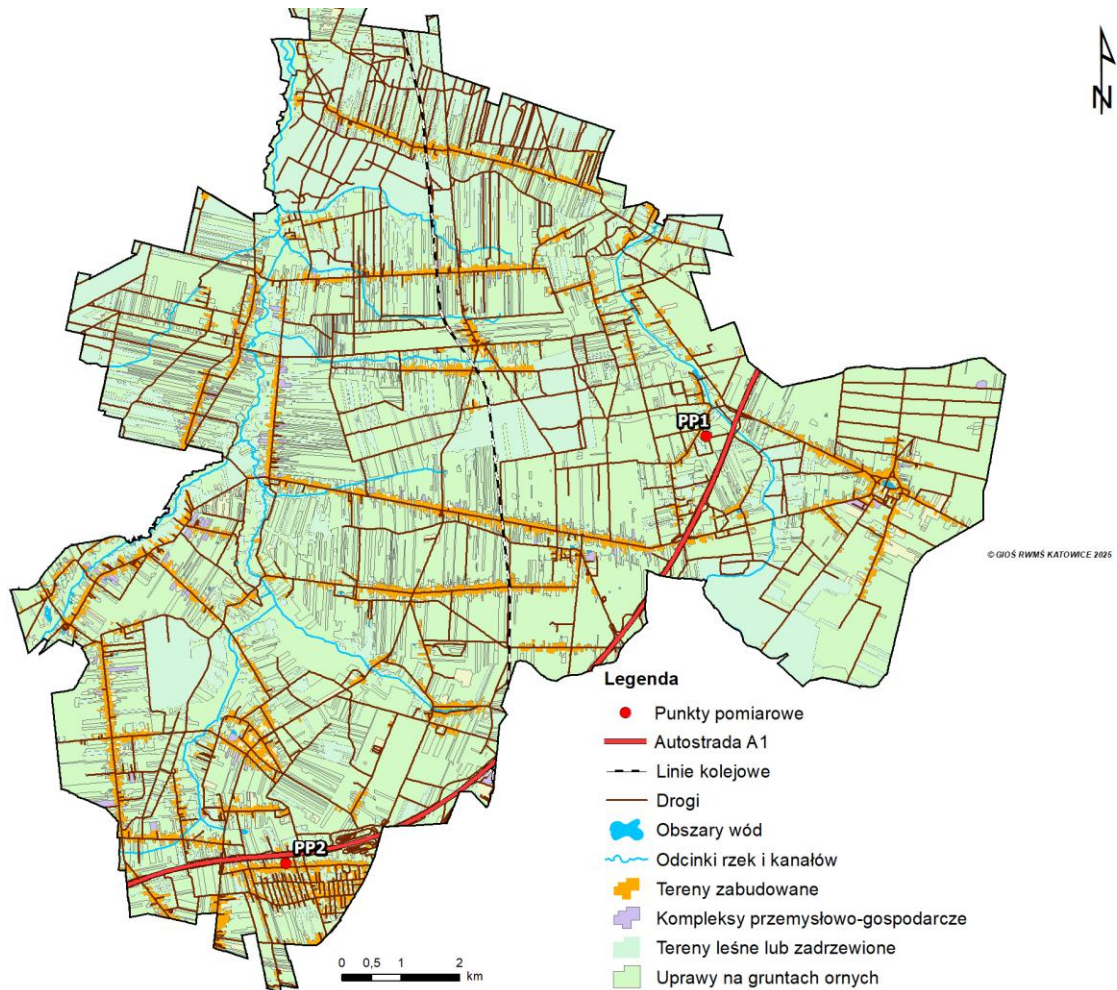 N
PP1
© GIOŚ RWMŚ KATOWICE 2025
PP2
Legenda
Punkty pomiarowe
Autostrada A1
Linie kolejowe
Drogi
Obszary wód
Odcinki rzek i kanałów
Tereny zabudowane
Kompleksy przemysłowo-gospodarcze
Tereny leśne lub zadrzewione
Uprawy na gruntach ornych
0 0,5 1 2
km